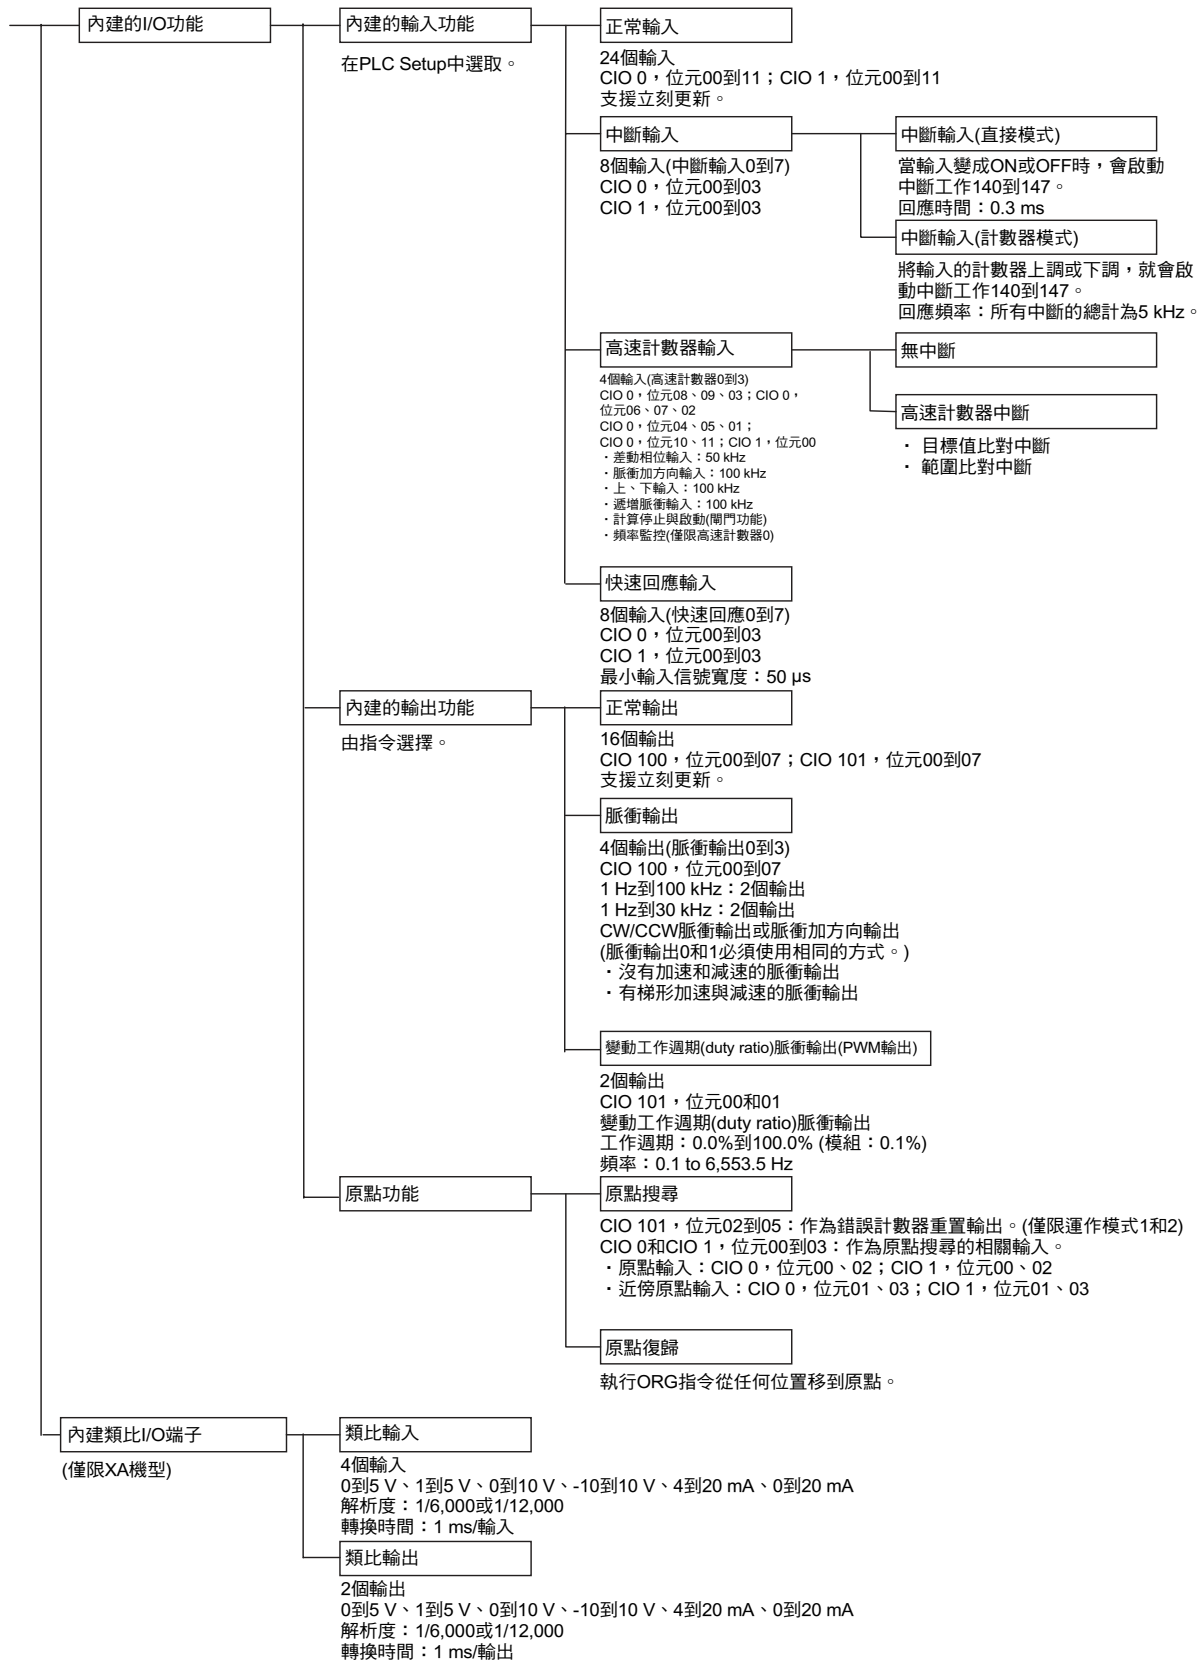 內建的I/O功能
內建的輸入功能
在PLC Setup中選取。
正常輸入
24個輸入
CIO 0，位元00到11；CIO 1，位元00到11
支援立刻更新。
中斷輸入
8個輸入(中斷輸入0到7)
CIO 0，位元00到03
CIO 1，位元00到03
中斷輸入(直接模式)
當輸入變成ON或OFF時，會啟動
中斷工作140到147。
回應時間：0.3 ms
中斷輸入(計數器模式)
將輸入的計數器上調或下調，就會啟
動中斷工作140到147。
回應頻率：所有中斷的總計為5 kHz。
高速計數器輸入
4個輸入(高速計數器0到3)
CIO 0，位元08、09、03；CIO 0，
位元06、07、02
CIO 0，位元04、05、01；
CIO 0，位元10、11；CIO 1，位元00
・差動相位輸入：50 kHz
・脈衝加方向輸入：100 kHz
・上、下輸入：100 kHz
・遞增脈衝輸入：100 kHz
・計算停止與啟動(閘門功能)
・頻率監控(僅限高速計數器0)
無中斷
高速計數器中斷
・ 目標值比對中斷
・ 範圍比對中斷
快速回應輸入
8個輸入(快速回應0到7)
CIO 0，位元00到03
CIO 1，位元00到03
最小輸入信號寬度：50 μs
內建的輸出功能
由指令選擇。
正常輸出
16個輸出
CIO 100，位元00到07；CIO 101，位元00到07
支援立刻更新。
脈衝輸出
4個輸出(脈衝輸出0到3)
CIO 100，位元00到07
1 Hz到100 kHz：2個輸出
1 Hz到30 kHz：2個輸出
CW/CCW脈衝輸出或脈衝加方向輸出
(脈衝輸出0和1必須使用相同的方式。)
・沒有加速和減速的脈衝輸出
・有梯形加速與減速的脈衝輸出
變動工作週期(duty ratio)脈衝輸出(PWM輸出)
2個輸出
CIO 101，位元00和01
變動工作週期(duty ratio)脈衝輸出
工作週期：0.0%到100.0% (模組：0.1%)
頻率：0.1 to 6,553.5 Hz
原點功能
原點搜尋
CIO 101，位元02到05：作為錯誤計數器重置輸出。(僅限運作模式1和2)
CIO 0和CIO 1，位元00到03：作為原點搜尋的相關輸入。
・原點輸入：CIO 0，位元00、02；CIO 1，位元00、02
・近傍原點輸入：CIO 0，位元01、03；CIO 1，位元01、03
原點復歸
執行ORG指令從任何位置移到原點。
內建類比I/O端子
(僅限XA機型)
類比輸入
4個輸入
0到5 V、1到5 V、0到10 V、-10到10 V、4到20 mA、0到20 mA
解析度：1/6,000或1/12,000
轉換時間：1 ms/輸入
類比輸出
2個輸出
0到5 V、1到5 V、0到10 V、-10到10 V、4到20 mA、0到20 mA
解析度：1/6,000或1/12,000
轉換時間：1 ms/輸出